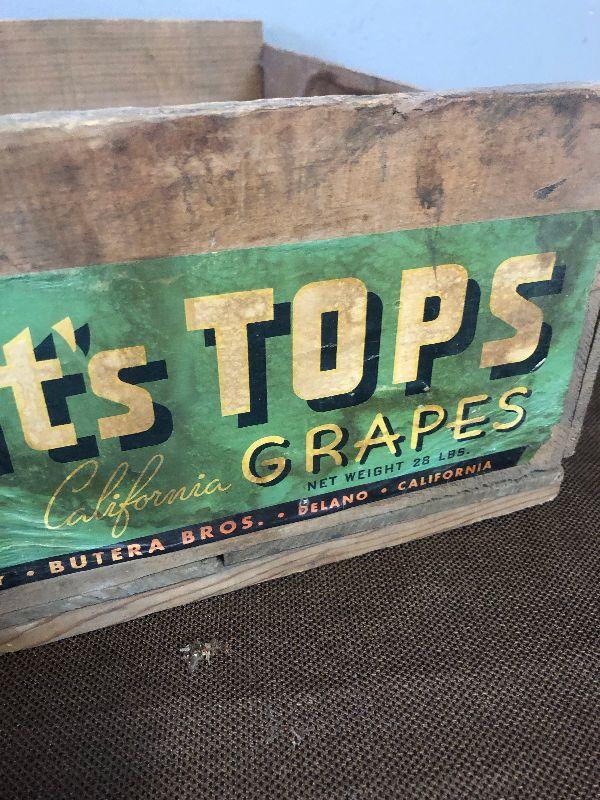 t's TOPS
California GRAPES
NET WEIGHT 28 LBS.
• BUTERA BROS. • DELANO • CALIFORNIA